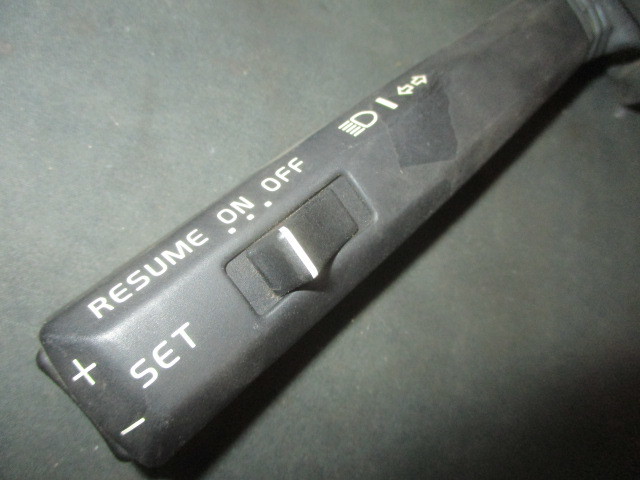 RESUME ON OFF
+ SET
-